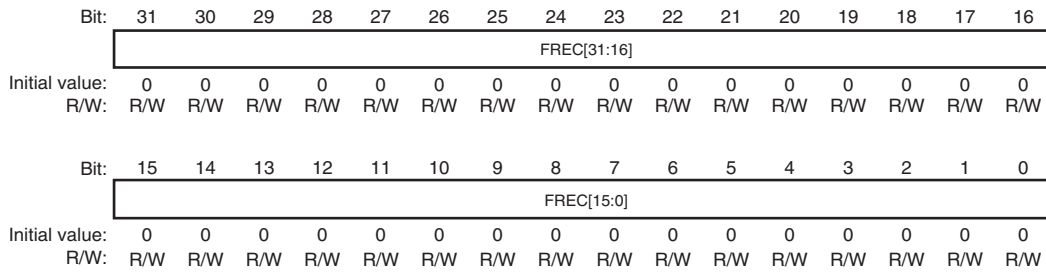 Bit: 31 30 29 28 27 26 25 24 23 22 21 20 19 18 17 16
FREC[31:16]
Initial value: 0 0 0 0 0 0 0 0 0 0 0 0 0 0 0 0
R/W: R/W R/W R/W R/W R/W R/W R/W R/W R/W R/W R/W R/W R/W R/W R/W R/W
Bit: 15 14 13 12 11 10 9 8 7 6 5 4 3 2 1 0
FREC[15:0]
Initial value: 0 0 0 0 0 0 0 0 0 0 0 0 0 0 0 0
R/W: R/W R/W R/W R/W R/W R/W R/W R/W R/W R/W R/W R/W R/W R/W R/W R/W